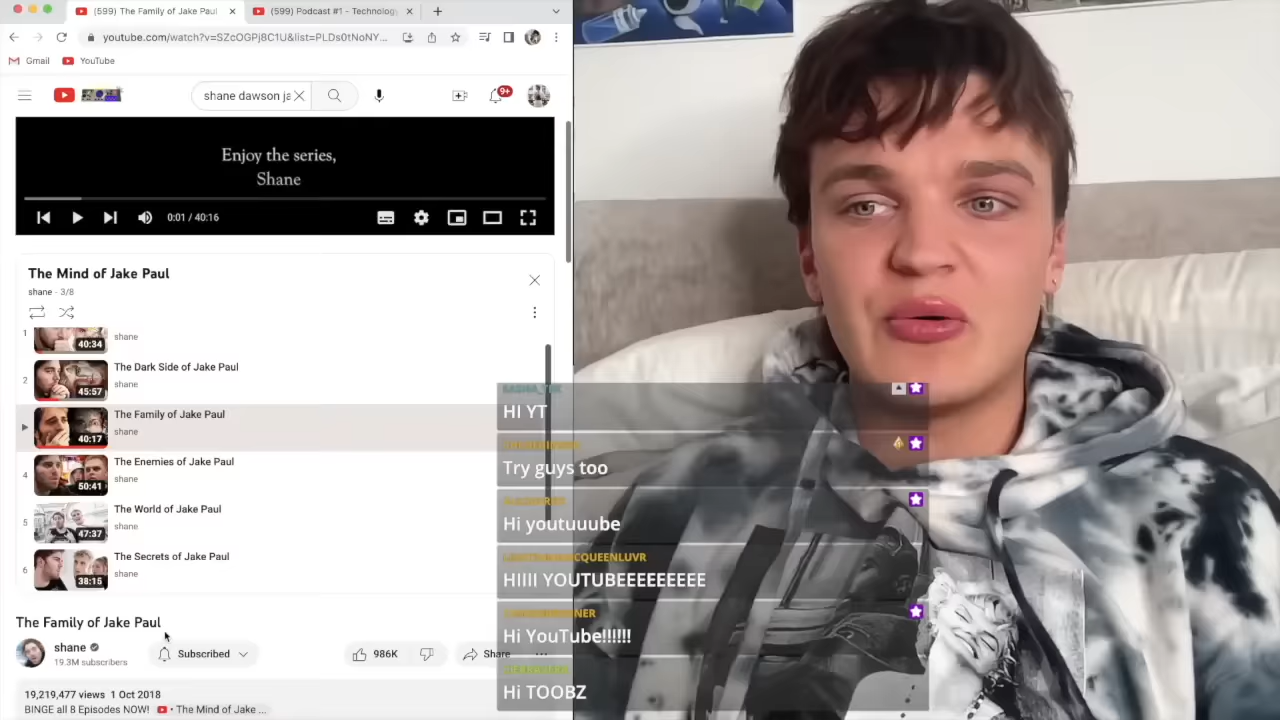 (599) The Family of Jake Paul
(599) Podcast #1 - Technology
youtube.com/watch?v=SZcOGPj8C1U&list=PLDs0tNoNY...
Gmail
YouTube
shane dawson ja
9+
Enjoy the series,
Shane
0:01 / 40:16
The Mind of Jake Paul
shane - 3/8
1
40:34
shane
2
45:57
The Dark Side of Jake Paul
shane
40:17
The Family of Jake Paul
shane
4
50:41
The Enemies of Jake Paul
shane
5
47:37
The World of Jake Paul
shane
6
38:15
The Secrets of Jake Paul
shane
The Family of Jake Paul
shane
19.3M subscribers
Subscribed
986K
Share
19,219,477 views 1 Oct 2018
BINGE all 8 Episodes NOW! • The Mind of Jake ...
HI YT
Try guys too
Hi youtuuube
HIIII YOUTUBEEEEEEEEE
Hi YouTube!!!!!!
Hi TOOBZ